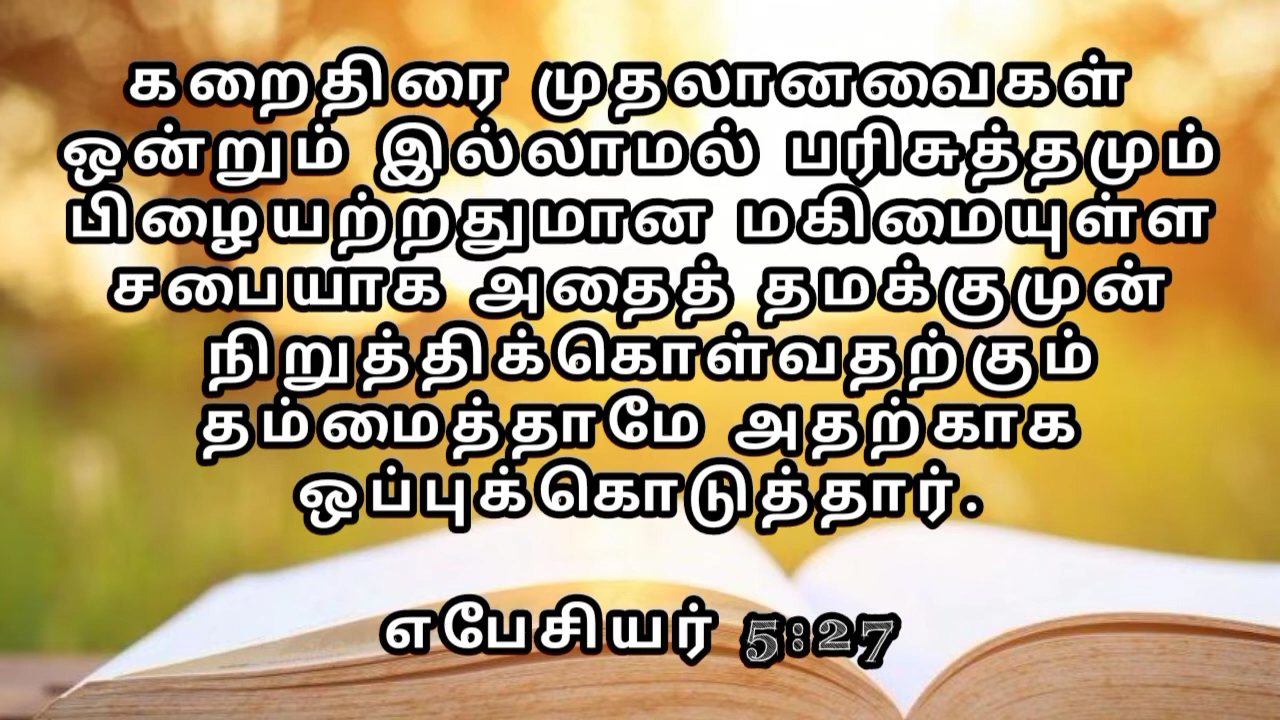 கறைதிரை முதலானவைகள்
ஒன்றும் இல்லாமல் பரிசுத்தமும்
பிழையற்றதுமான மகிமையுள்ள
சபையாக அதைத் தமக்குமுன்
நிறுத்திக்கொள்வதற்கும்
தம்மைத்தாமே அதற்காக
ஒப்புக்கொடுத்தார்.
எபேசியர் 5:27